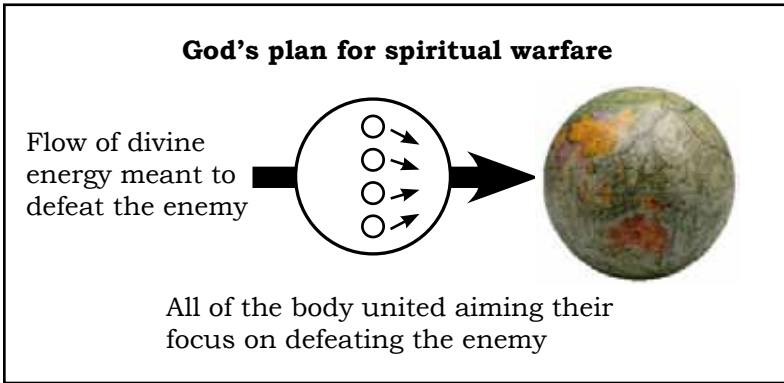 God’s plan for spiritual warfare
Flow of divine
energy meant to
defeat the enemy
All of the body united aiming their
focus on defeating the enemy